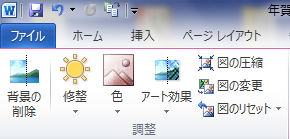 年賀
ファイル ホーム 挿入 ページ レイアウト
背景の
削除
修整
色
アート効果
図の圧縮
図の変更
図のリセット
調整